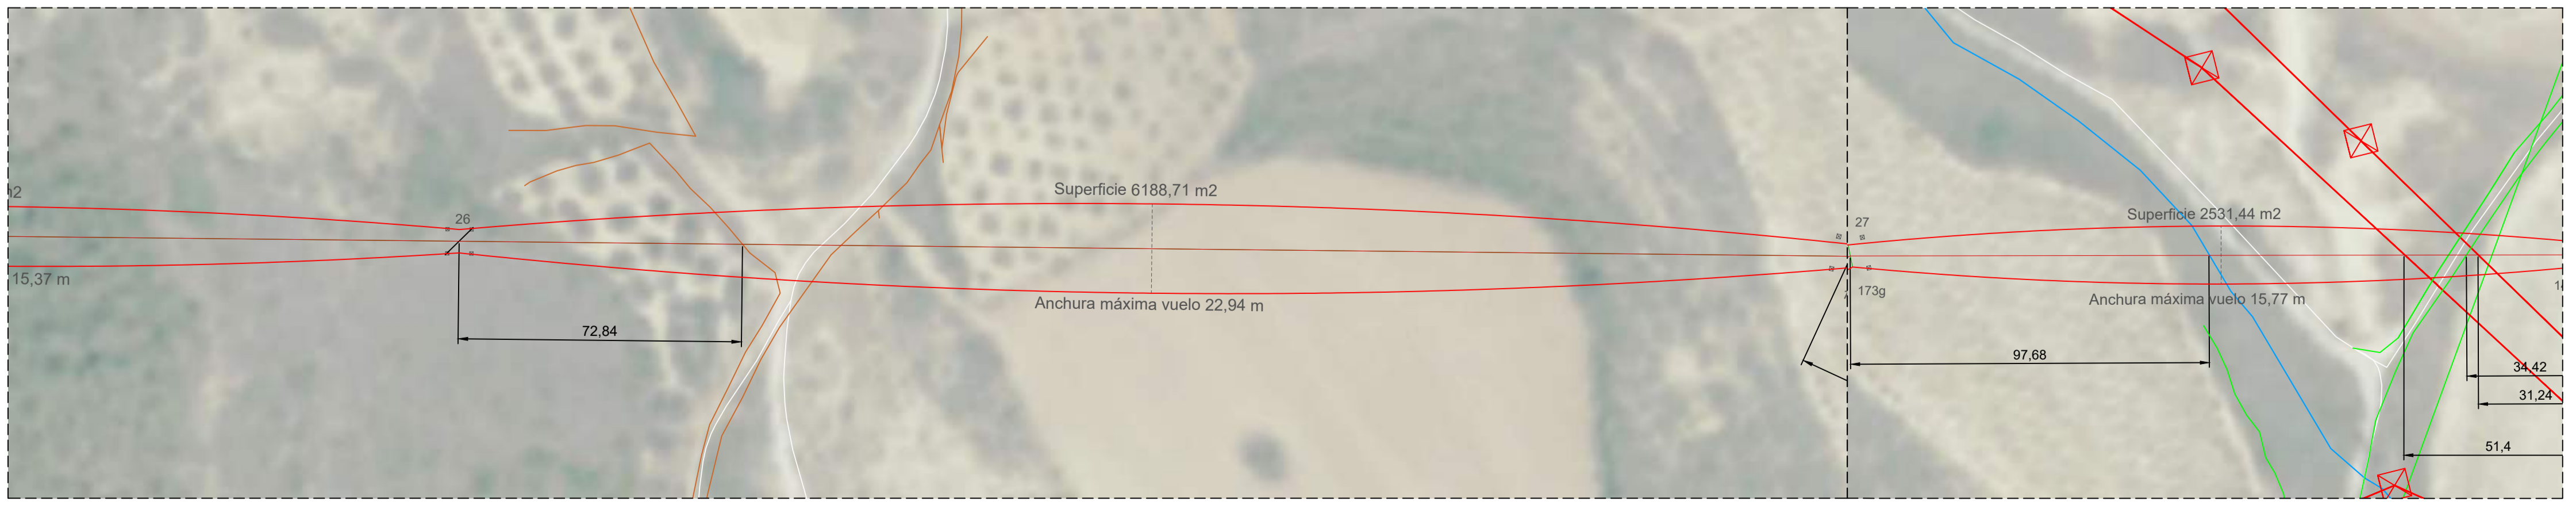 m2
26
Superficie 6188,71 m2
27
Superficie 2531,44 m2
15,37 m
Anchura máxima vuelo 22,94 m
173g
Anchura máxima vuelo 15,77 m
72,84
97,68
34,42
31,24
51,4